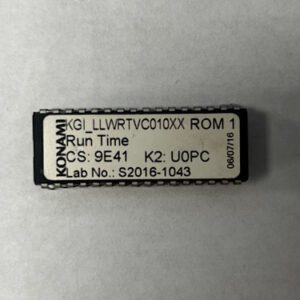 KONAMI
KGI_LLWRTVC010XX ROM 1
Run Time
CS: 9E41 K2: U0PC
Lab No.: S2016-1043
06/07/16